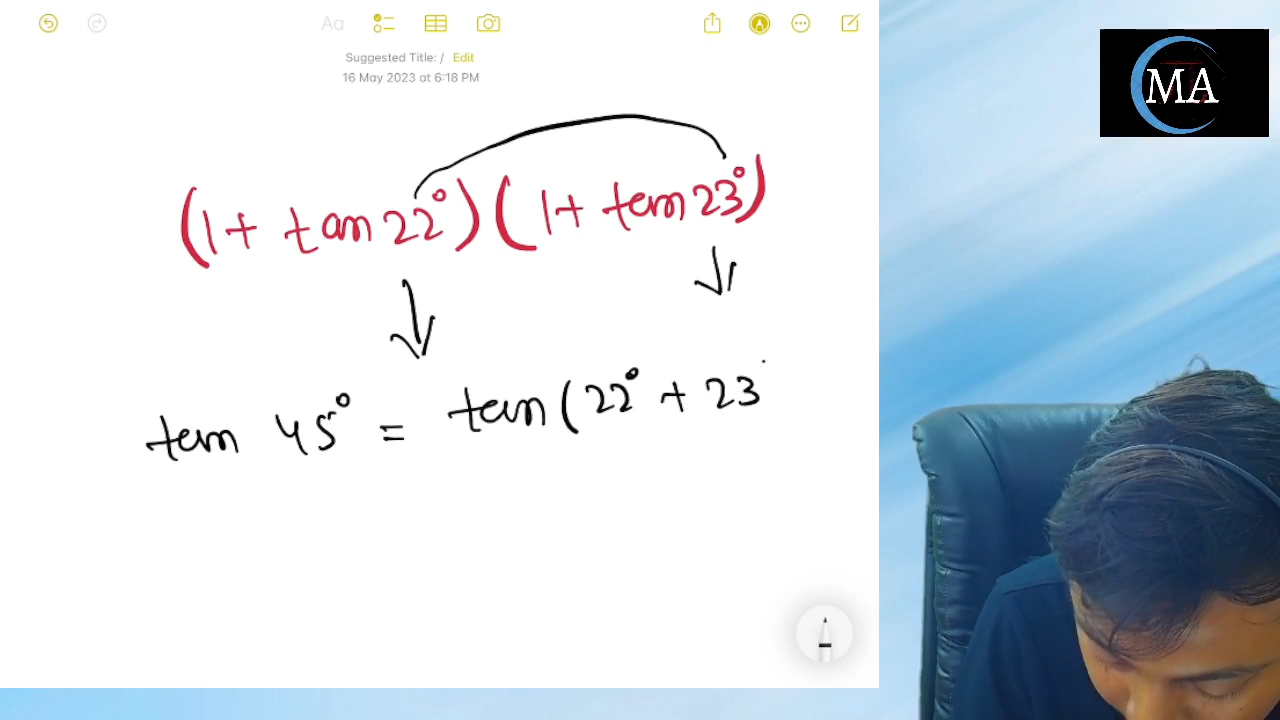 Aa
Suggested Title: / Edit
16 May 2023 at 6:18 PM
MA
(1 + tan 22°) (1 + tan 23°)
tan 45° = tan (22° + 23